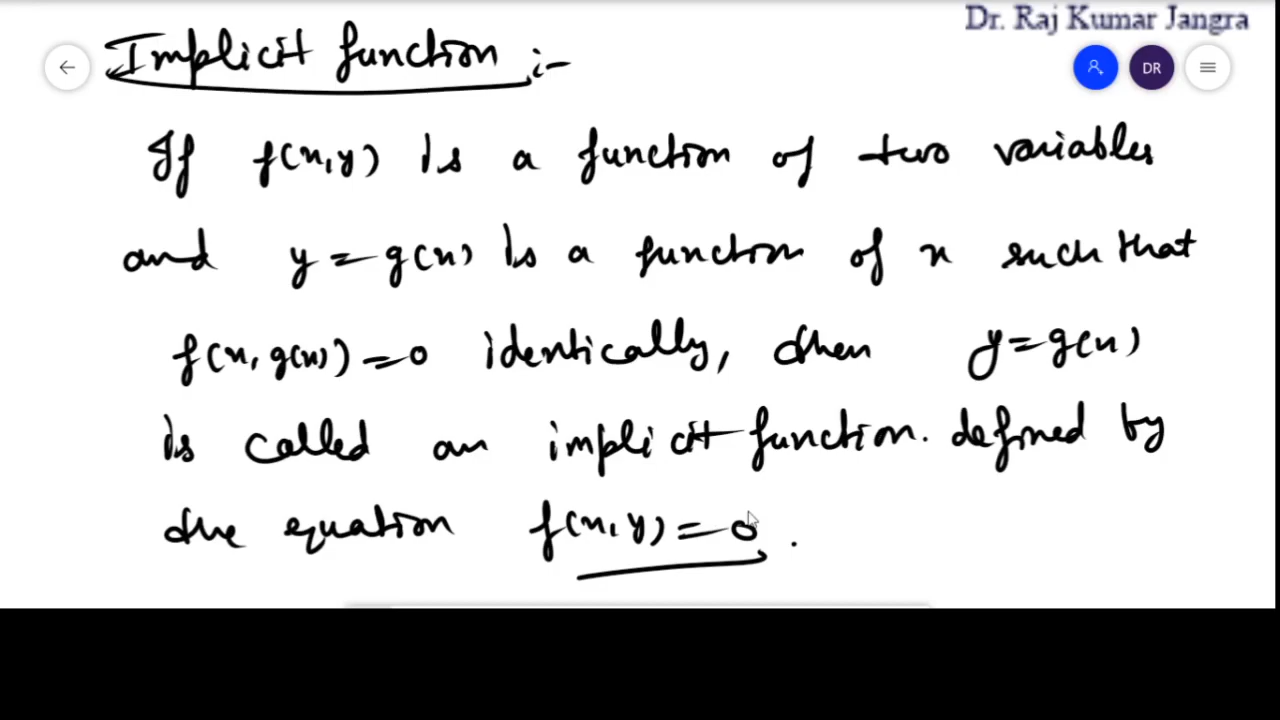 Dr. Raj Kumar Jangra
Implicit function :-
DR
If f(x,y) is a function of two variables
and y = g(x) is a function of x such that
f(x, g(x)) = 0 identically, then y = g(x)
is called an implicit function. defined by
the equation f(x, y) = 0 .